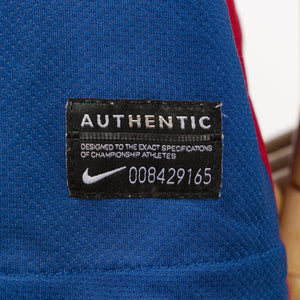 AUTHENTIC
DESIGNED TO THE EXACT SPECIFICATIONS
OF CHAMPIONSHIP ATHLETES
008429165